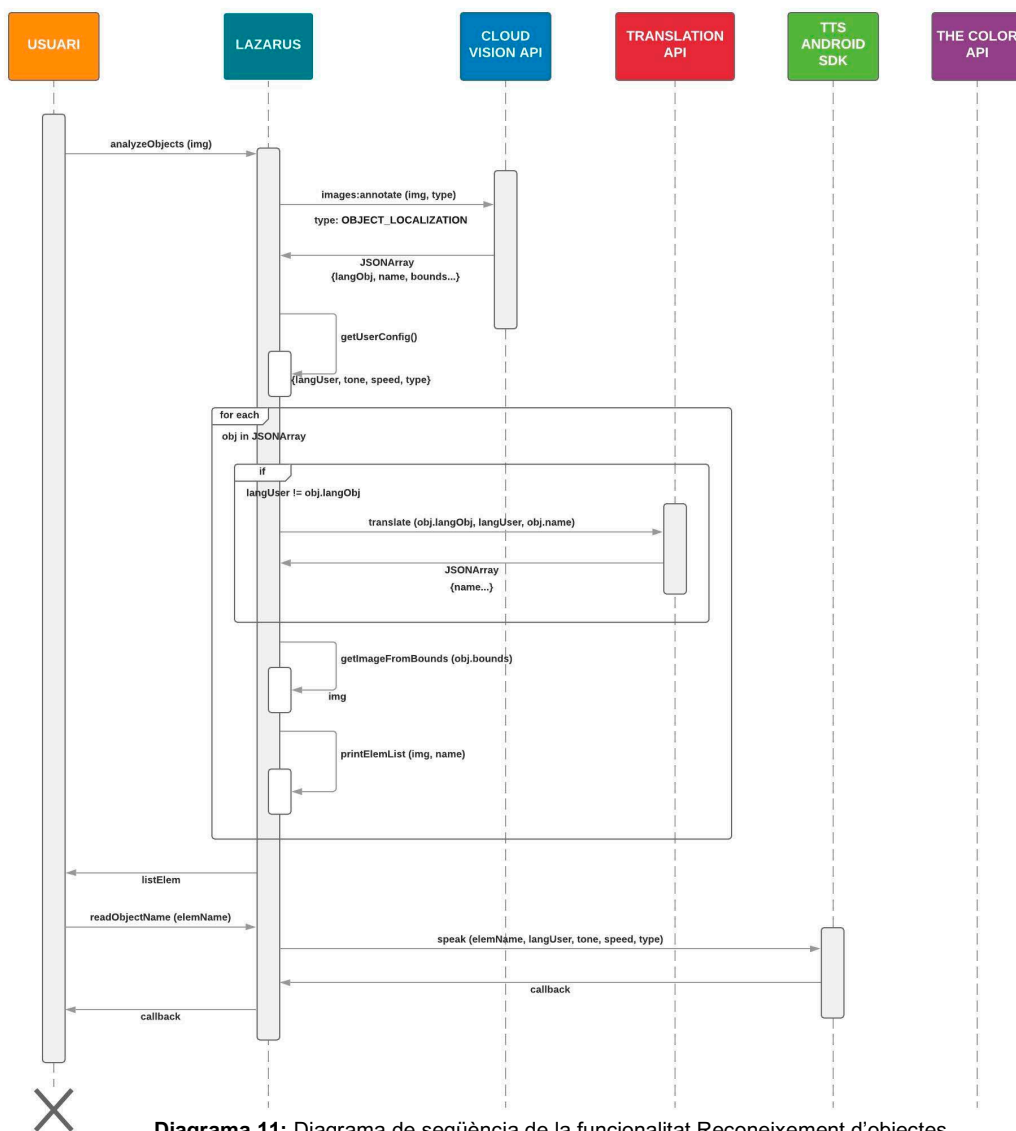 USUARI
LAZARUS
CLOUD
VISION API
TRANSLATION
API
TTS
ANDROID
SDK
THE COLOR
API
analyzeObjects (img)
images:annotate (img, type)
type: OBJECT_LOCALIZATION
JSONArray
{langObj, name, bounds...}
getUserConfig()
{langUser, tone, speed, type}
for each
obj in JSONArray
if
langUser != obj.langObj
translate (obj.langObj, langUser, obj.name)
JSONArray
{name...}
getImageFromBounds (obj.bounds)
img
printElemList (img, name)
listElem
readObjectName (elemName)
speak (elemName, langUser, tone, speed, type)
callback
callback
Diagrama 11: Diagrama de seqüència de la funcionalitat Reconeixement d'objectes